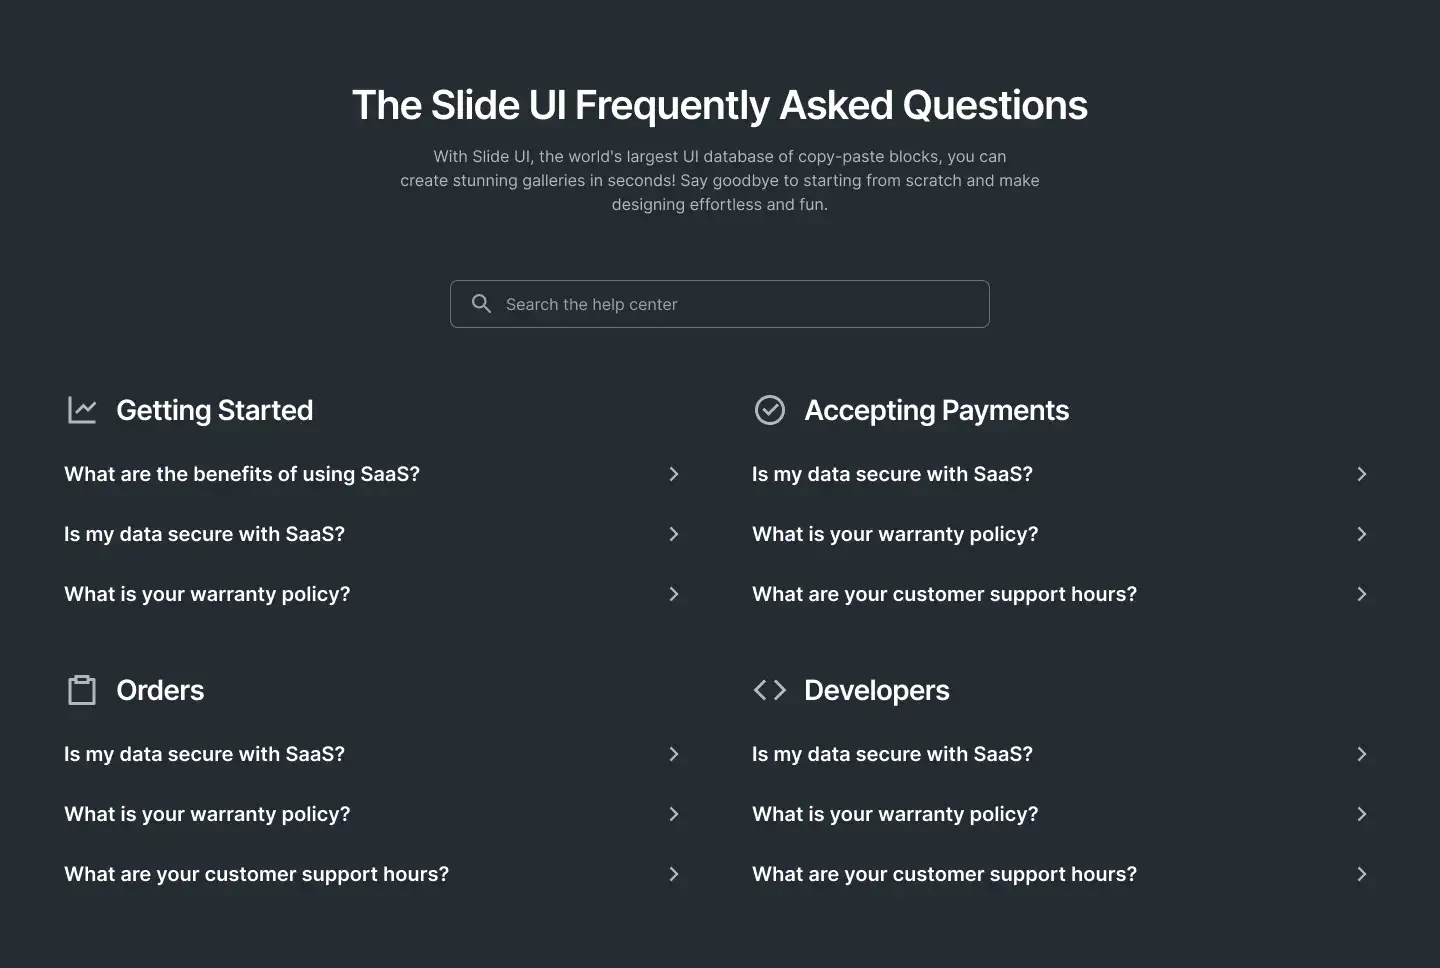 The Slide UI Frequently Asked Questions
With Slide UI, the world's largest UI database of copy-paste blocks, you can
create stunning galleries in seconds! Say goodbye to starting from scratch and make
designing effortless and fun.
Search the help center
Getting Started
What are the benefits of using SaaS?
Is my data secure with SaaS?
What is your warranty policy?
Accepting Payments
Is my data secure with SaaS?
What is your warranty policy?
What are your customer support hours?
Orders
Is my data secure with SaaS?
What is your warranty policy?
What are your customer support hours?
Developers
Is my data secure with SaaS?
What is your warranty policy?
What are your customer support hours?